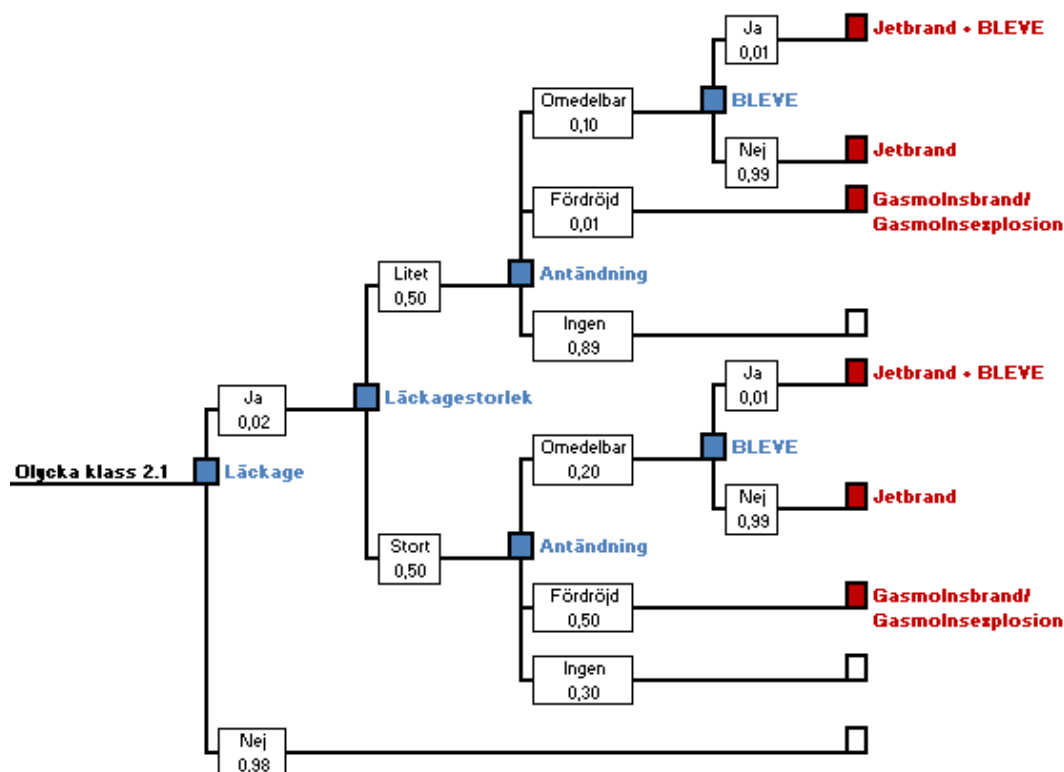 Ja
0,01
Jetbrand + BLEVE
Omedelbar
0,10
BLEVE
Nej
0,99
Jetbrand
Fördröjd
0,01
Gasmolnsbrand/
Gasmolnsexplosion
Litet
0,50
Antändning
Ingen
0,89
Ja
0,01
Jetbrand + BLEVE
Ja
0,02
Läckagestorlek
Omedelbar
0,20
BLEVE
Olycka klass 2.1
Läckage
Nej
0,99
Jetbrand
Stort
0,50
Antändning
Fördröjd
0,50
Gasmolnsbrand/
Gasmolnsexplosion
Ingen
0,30
Nej
0,98